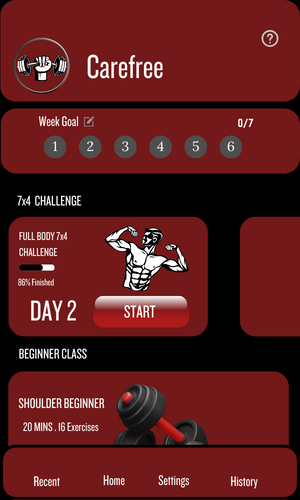 Carefree
?
Week Goal
0/7
1 2 3 4 5 6
7x4 CHALLENGE
FULL BODY 7x4
CHALLENGE
86% Finished
DAY 2
START
BEGINNER CLASS
SHOULDER BEGINNER
20 MINS . 16 Exercises
Recent Home Settings History